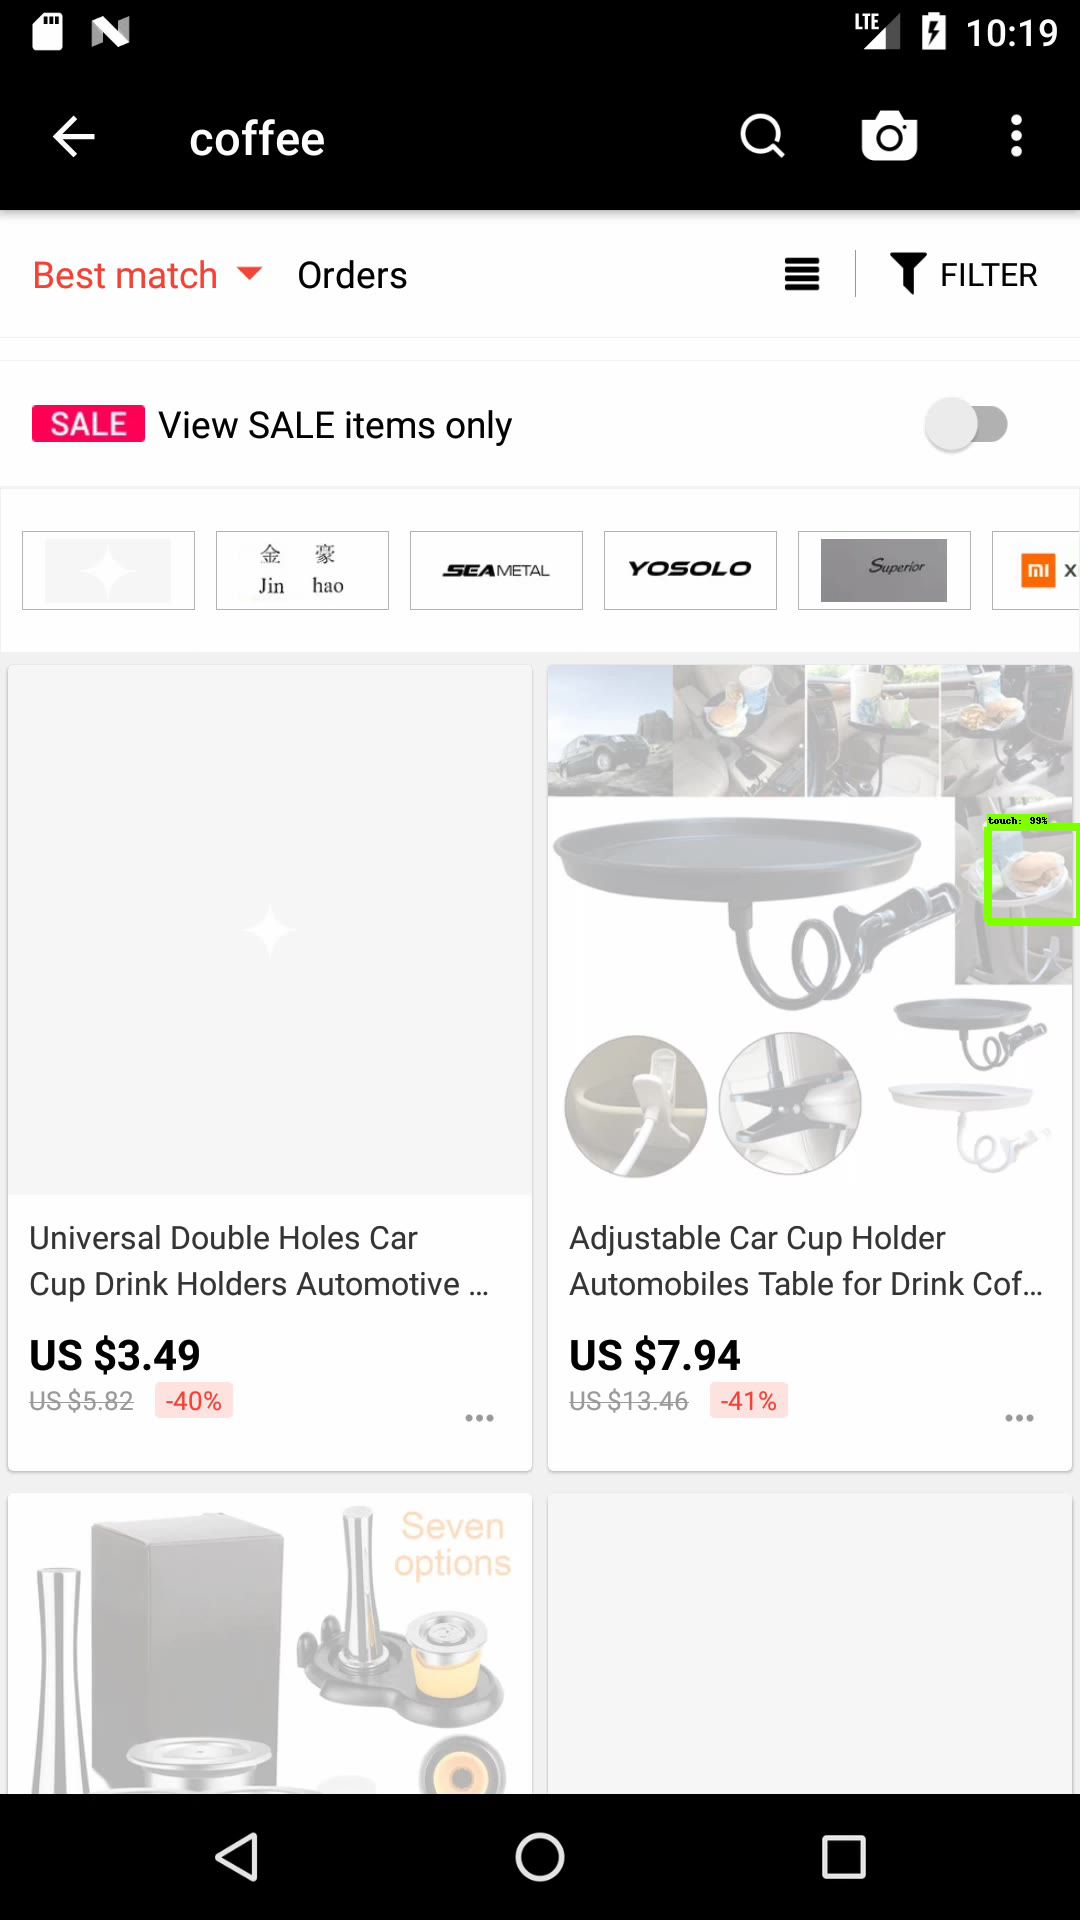 LTE 10:19
coffee
Best match Orders FILTER
SALE View SALE items only
金 豪
Jin hao
SEAMETAL
YOSOLO
Superior
mi X
touch: 99%
Universal Double Holes Car
Cup Drink Holders Automotive ...
US $3.49
US $5.82 -40%
Adjustable Car Cup Holder
Automobiles Table for Drink Cof...
US $7.94
US $13.46 -41%
Seven
options